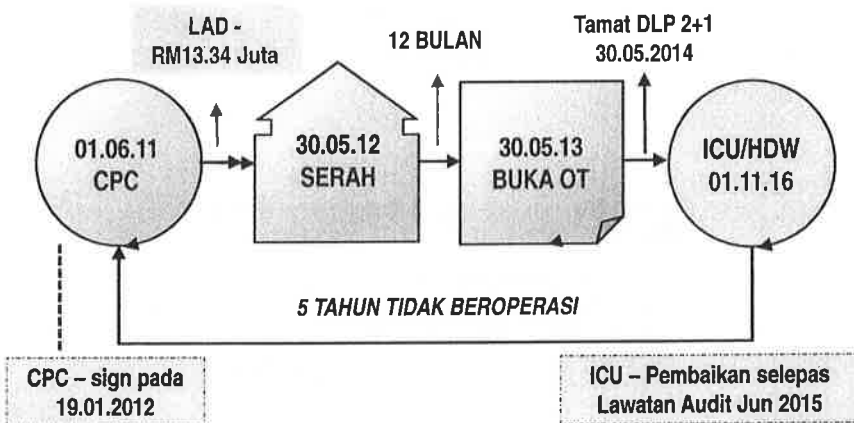 LAD -
RM13.34 Juta
12 BULAN
Tamat DLP 2+1
30.05.2014
01.06.11
CPC
30.05.12
SERAH
30.05.13
BUKA OT
ICU/HDW
01.11.16
5 TAHUN TIDAK BEROPERASI
CPC – sign pada
19.01.2012
ICU – Pembaikan selepas
Lawatan Audit Jun 2015